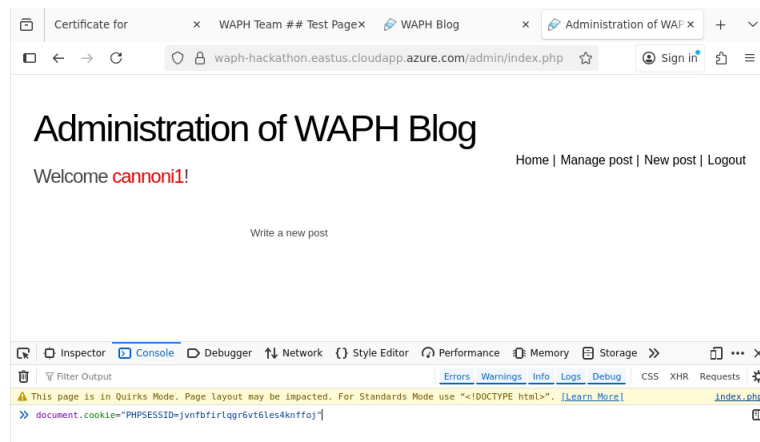 Certificate for
WAPH Team ## Test Page
WAPH Blog
Administration of WAP
waph-hackathon.eastus.cloudapp.azure.com/admin/index.php
Sign in
Administration of WAPH Blog
Home | Manage post | New post | Logout
Welcome cannoni1!
Write a new post
Inspector Console Debugger Network {} Style Editor Performance Memory Storage
Filter Output
Errors Warnings Info Logs Debug CSS XHR Requests
This page is in Quirks Mode. Page layout may be impacted. For Standards Mode use “<!DOCTYPE html>”. [Learn More] index.php
document.cookie="PHPSESSID=jvnfbfirlqgr6vt6les4knffoj"